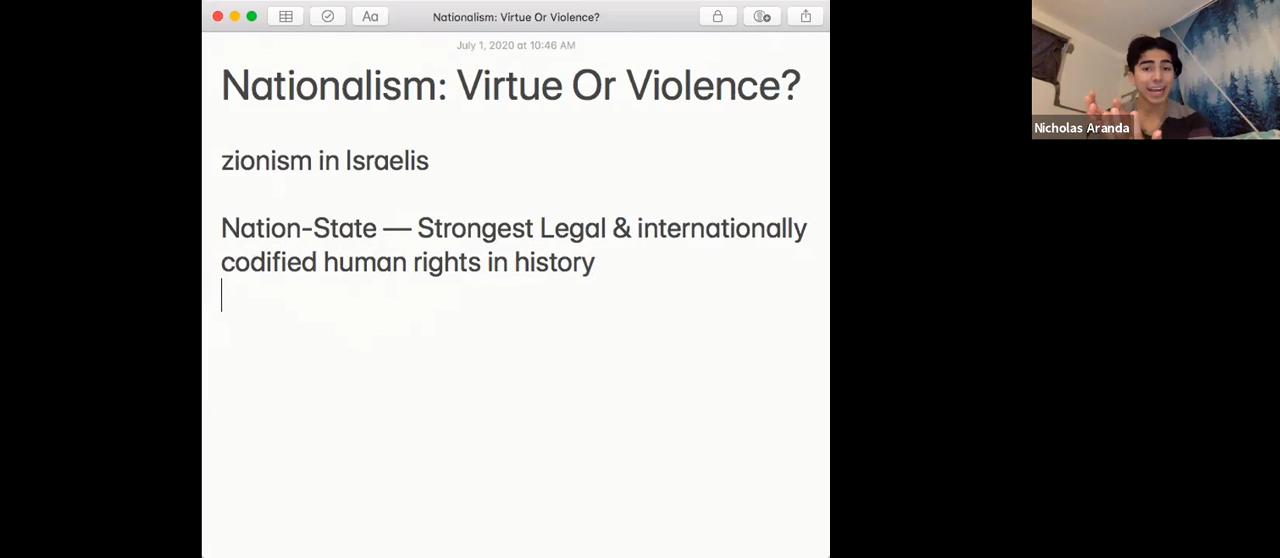 Aa
Nationalism: Virtue Or Violence?
July 1, 2020 at 10:46 AM
Nationalism: Virtue Or Violence?
zionism in Israelis
Nation-State — Strongest Legal & internationally
codified human rights in history
Nicholas Aranda